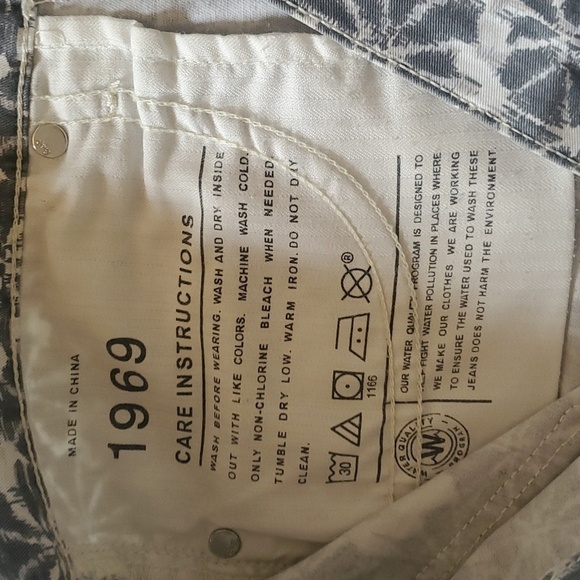 MADE IN CHINA
1969
CARE INSTRUCTIONS
WASH BEFORE WEARING. WASH AND DRY INSIDE
OUT WITH LIKE COLORS. MACHINE WASH COLD.
ONLY NON-CHLORINE BLEACH WHEN NEEDED
TUMBLE DRY LOW. WARM IRON. DO NOT DRY
CLEAN.
30
®
1166
OUR WATER PROGRAM IS DESIGNED TO
FIGHT WATER POLLUTION IN PLACES WHERE
WE MAKE OUR CLOTHES WE ARE WORKING
TO ENSURE THE WATER USED TO WASH THESE
JEANS DOES NOT HARM THE ENVIRONMENT.
QUALITY